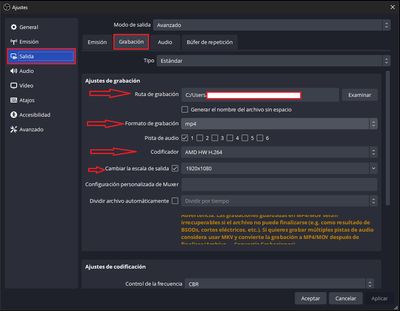 Ajustes
General
Emisión
Salida
Audio
Vídeo
Atajos
Accesibilidad
Avanzado
Modo de salida Avanzado
Emisión Grabación Audio Búfer de repetición
Tipo Estándar
Ajustes de grabación
Ruta de grabación C:/Users Examinar
Generar el nombre del archivo sin espacio
Formato de grabación mp4
Pista de audio 1 2 3 4 5 6
Codificador AMD HW H.264
Cambiar la escala de salida 1920x1080
Configuración personalizada de Muxer
Dividir archivo automáticamente Dividir por tiempo
Advertencia: Las grabaciones guardadas en MP4/MOV serán
irrecuperables si el archivo no puede finalizarse (e.g. como resultado de
BSODs, cortes eléctricos, etc.). Si quieres grabar múltiples pistas de audio
considera usar MKV y convierte la grabación a MP4/MOV después de
Ajustes de codificación
Control de la frecuencia CBR
Aceptar Cancelar Aplicar